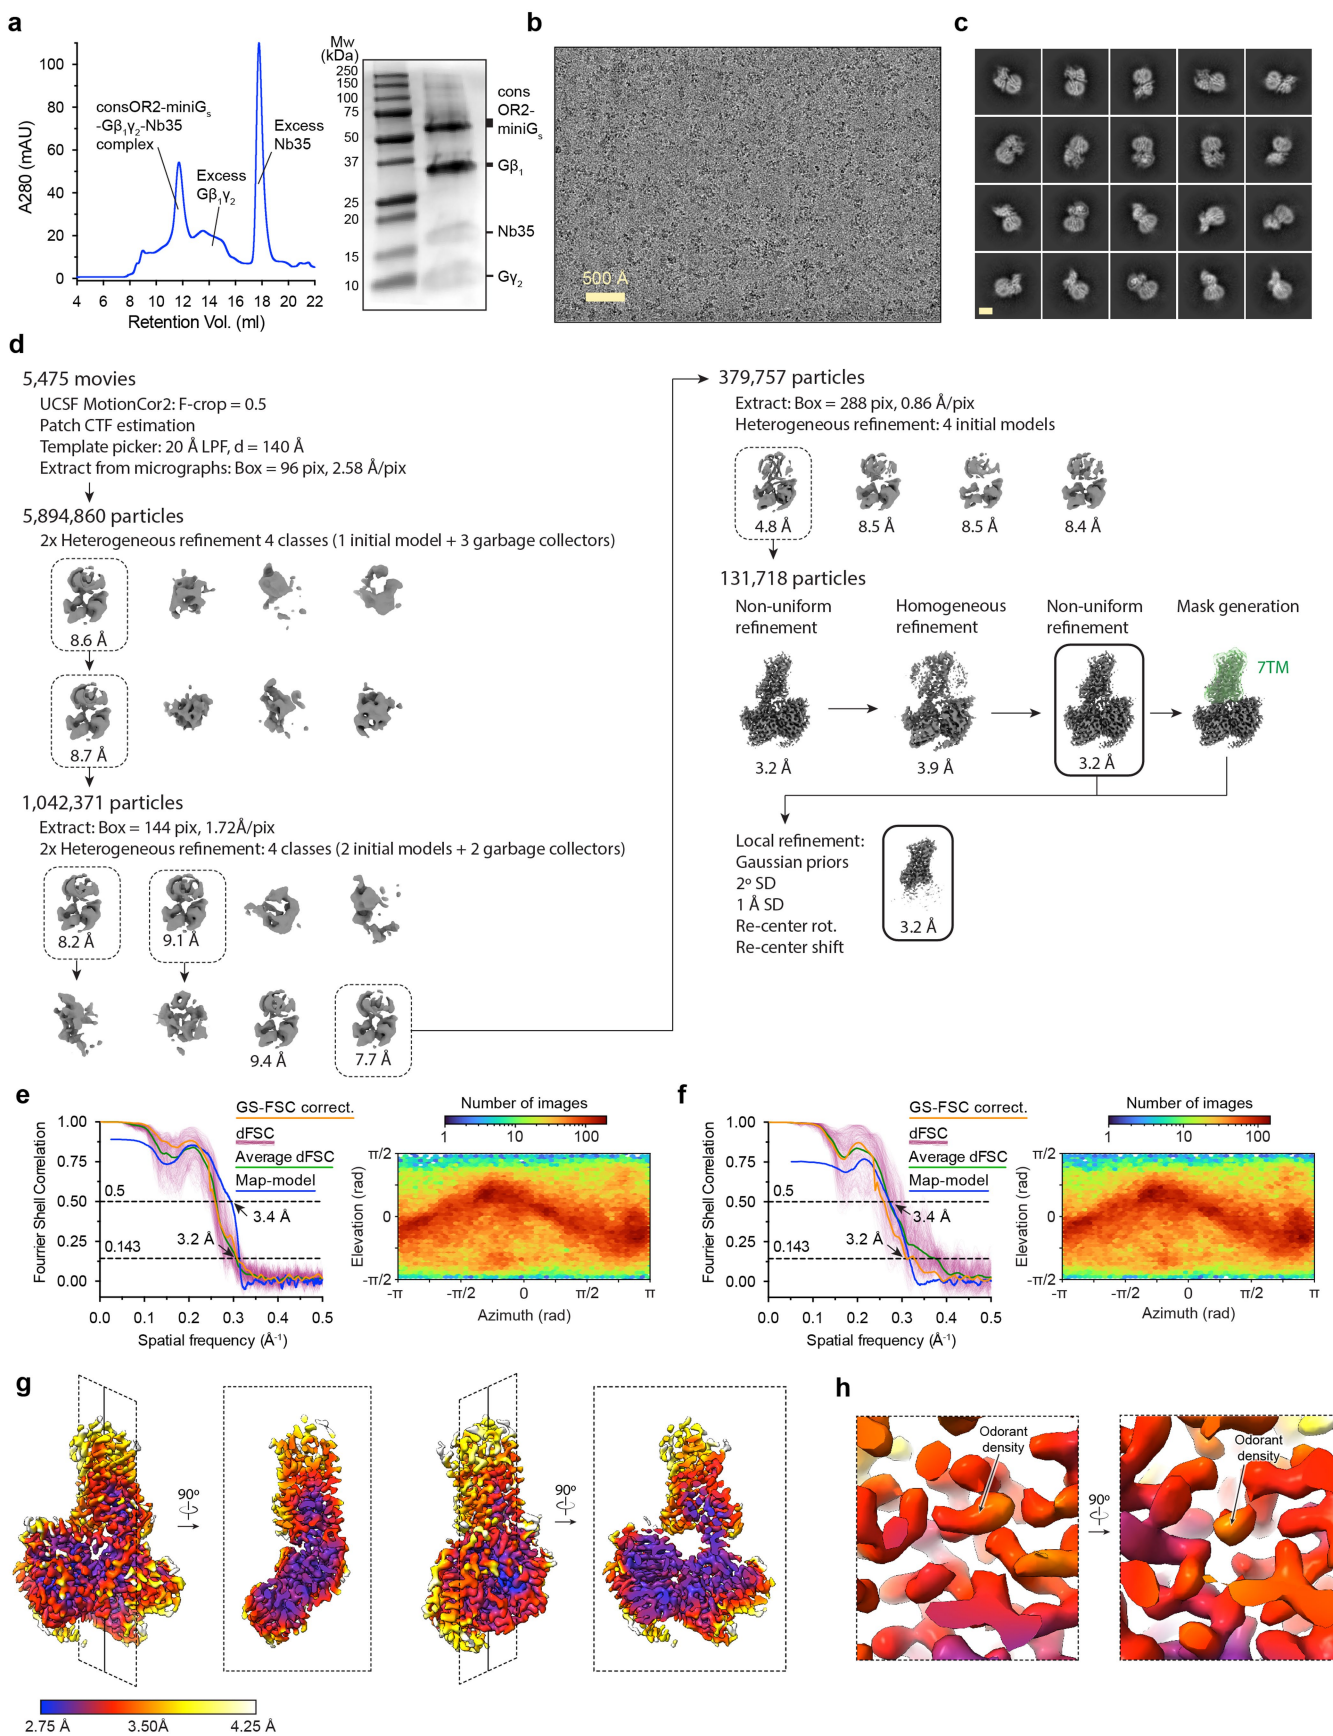 a
A280 (mAU)
100
80
60
40
20
0
4 6 8 10 12 14 16 18 20 22
Retention Vol. (ml)
consOR2-miniGs
-Gβ1γ2-Nb35
complex
Excess
Gβ1γ2
Excess
Nb35
Mw
(kDa)
250
150
100
75
50
37
25
20
15
10
cons
OR2-
miniGs
Gβ1
Nb35
Gγ2
b
500 Å
c
d
5,475 movies
UCSF MotionCor2: F-crop = 0.5
Patch CTF estimation
Template picker: 20 Å LPF, d = 140 Å
Extract from micrographs: Box = 96 pix, 2.58 Å/pix
5,894,860 particles
2x Heterogeneous refinement 4 classes (1 initial model + 3 garbage collectors)
8.6 Å
8.7 Å
1,042,371 particles
Extract: Box = 144 pix, 1.72Å/pix
2x Heterogeneous refinement: 4 classes (2 initial models + 2 garbage collectors)
8.2 Å
9.1 Å
9.4 Å
7.7 Å
379,757 particles
Extract: Box = 288 pix, 0.86 Å/pix
Heterogeneous refinement: 4 initial models
4.8 Å
8.5 Å
8.5 Å
8.4 Å
131,718 particles
Non-uniform
refinement
Homogeneous
refinement
Non-uniform
refinement
Mask generation
7TM
3.2 Å
3.9 Å
3.2 Å
Local refinement:
Gaussian priors
2º SD
1 Å SD
Re-center rot.
Re-center shift
3.2 Å
e
Fourrier Shell Correlation
1.00
0.75
0.50
0.25
0.00
0.5
0.143
GS-FSC correct.
dFSC
Average dFSC
Map-model
3.4 Å
3.2 Å
0.0 0.1 0.2 0.3 0.4 0.5
Spatial frequency (Å-1)
Number of images
1 10 100
Elevation (rad)
π/2
0
-π/2
-π -π/2 0 π/2 π
Azimuth (rad)
f
Fourrier Shell Correlation
1.00
0.75
0.50
0.25
0.00
0.5
0.143
GS-FSC correct.
dFSC
Average dFSC
Map-model
3.4 Å
3.2 Å
0.0 0.1 0.2 0.3 0.4 0.5
Spatial frequency (Å-1)
Number of images
1 10 100
Elevation (rad)
π/2
0
-π/2
-π -π/2 0 π/2 π
Azimuth (rad)
g
90º
90º
2.75 Å 3.50Å 4.25 Å
h
Odorant
density
90º
Odorant
density